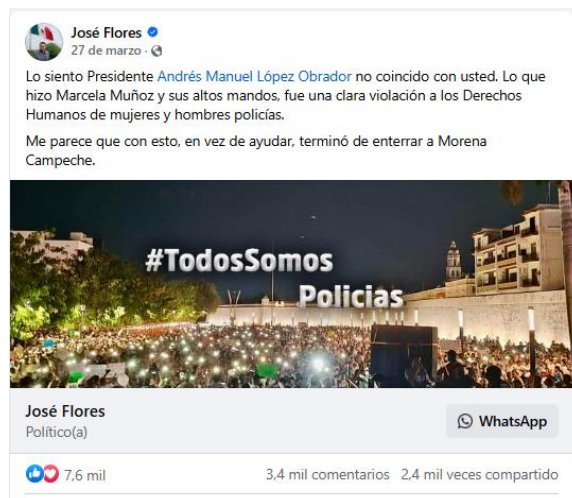 José Flores
27 de marzo ·
Lo siento Presidente Andrés Manuel López Obrador no coincido con usted. Lo que
hizo Marcela Muñoz y sus altos mandos, fue una clara violación a los Derechos
Humanos de mujeres y hombres policías.
Me parece que con esto, en vez de ayudar, terminó de enterrar a Morena
Campeche.
#TodosSomos
Policias
José Flores
Político(a)
WhatsApp
7,6 mil
3,4 mil comentarios 2,4 mil veces compartido